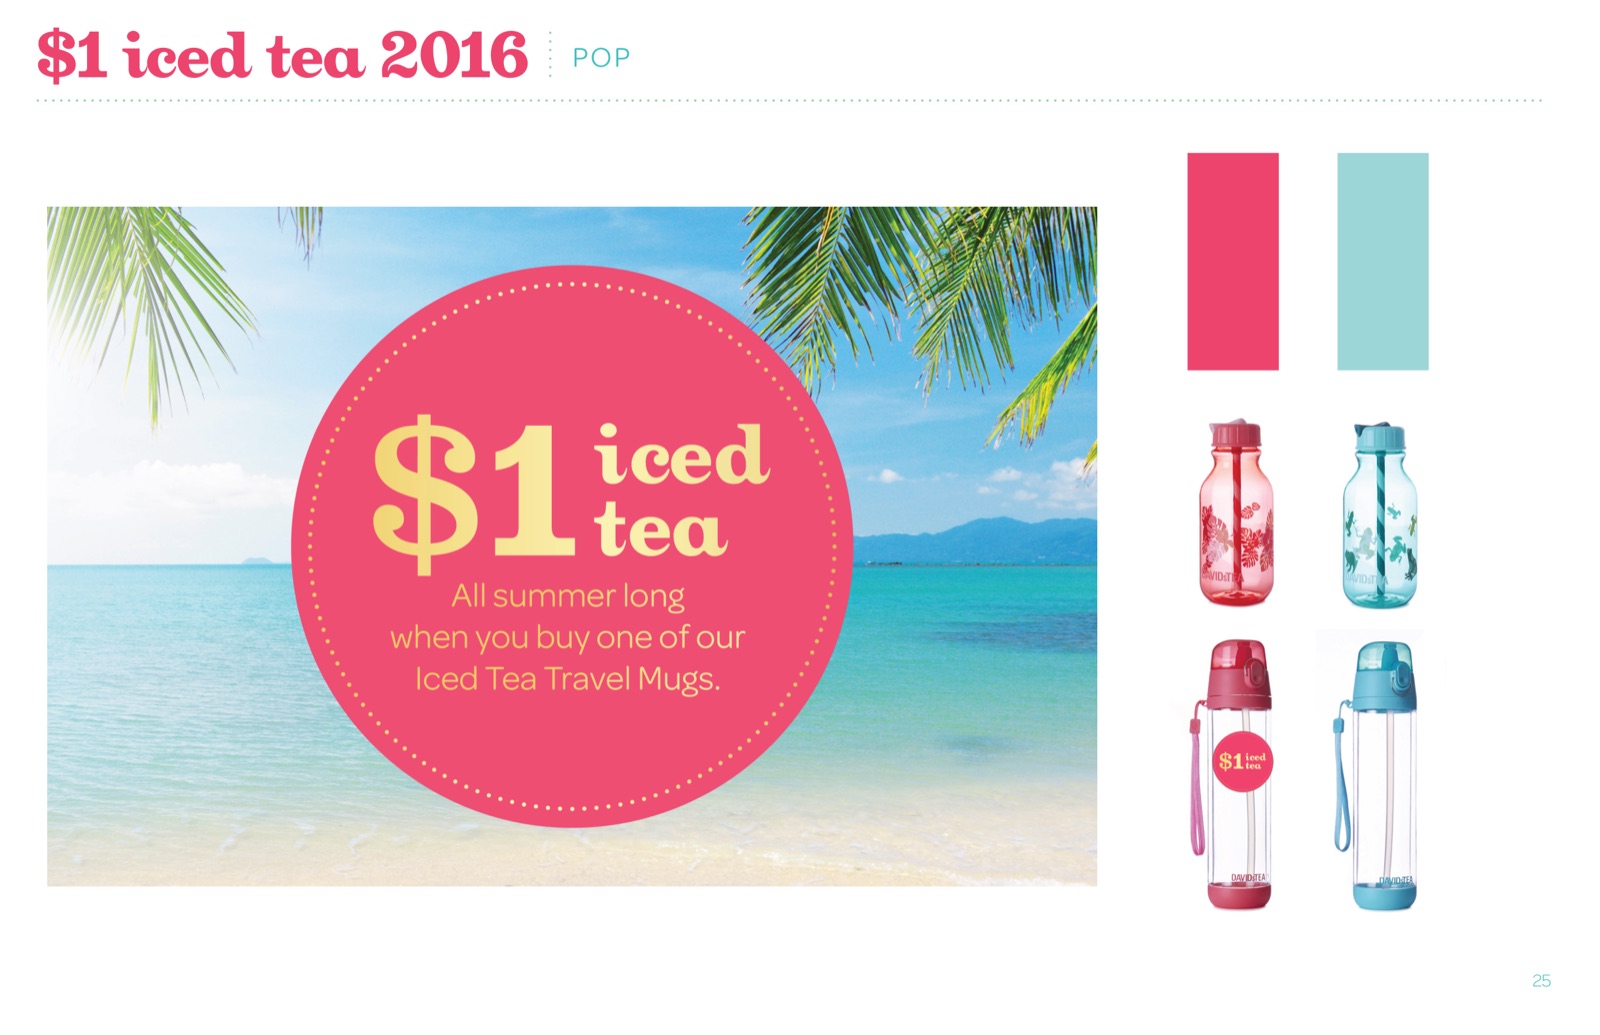 $1 iced tea 2016
POP
$1 iced
tea
All summer long
when you buy one of our
Iced Tea Travel Mugs.
DAVIDsTEA
DAVIDsTEA
$1 iced
tea
DAVIDsTEA
DAVIDsTEA
25